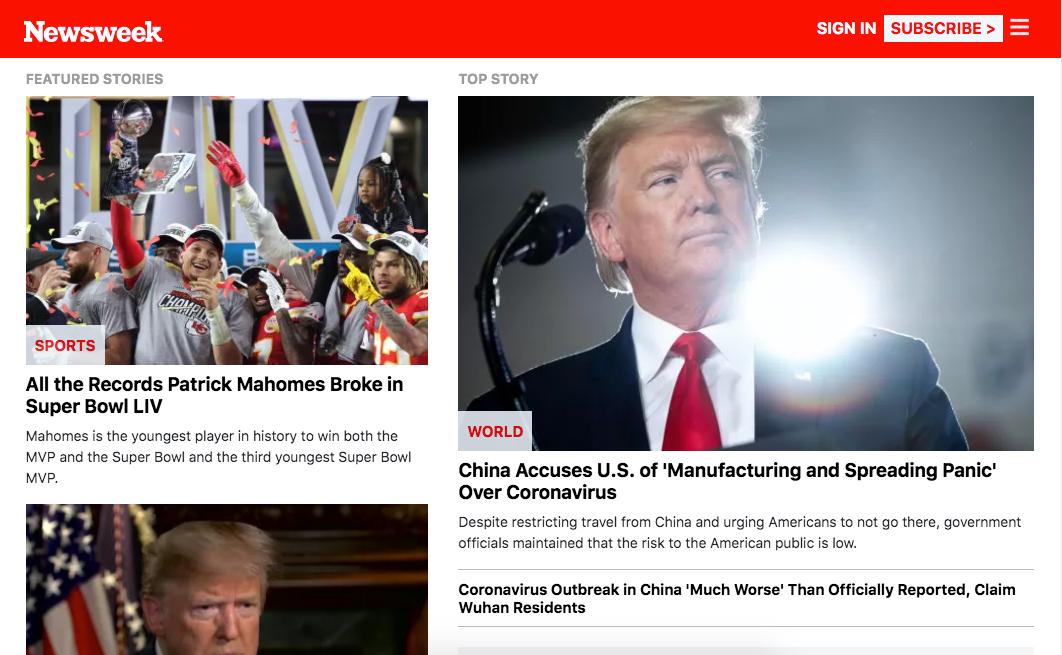 Newsweek
SIGN IN
SUBSCRIBE >
FEATURED STORIES
LIV
CHAMPIONS
SPORTS
All the Records Patrick Mahomes Broke in
Super Bowl LIV
Mahomes is the youngest player in history to win both the
MVP and the Super Bowl and the third youngest Super Bowl
MVP.
TOP STORY
WORLD
China Accuses U.S. of 'Manufacturing and Spreading Panic'
Over Coronavirus
Despite restricting travel from China and urging Americans to not go there, government
officials maintained that the risk to the American public is low.
Coronavirus Outbreak in China 'Much Worse' Than Officially Reported, Claim
Wuhan Residents